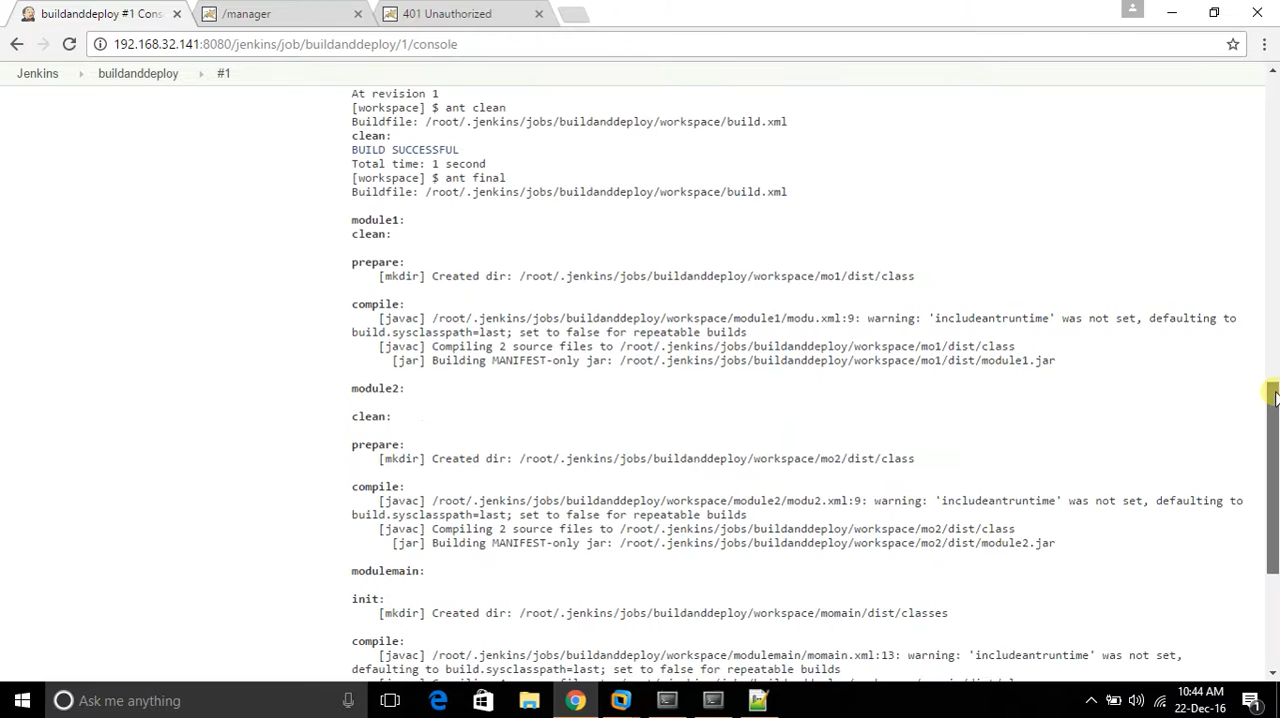 buildanddeploy #1 Cons
/manager
401 Unauthorized
192.168.32.141:8080/jenkins/job/buildanddeploy/1/console
Jenkins
buildanddeploy
#1
At revision 1
[workspace] $ ant clean
Buildfile: /root/.jenkins/jobs/buildanddeploy/workspace/build.xml
clean:
BUILD SUCCESSFUL
Total time: 1 second
[workspace] $ ant final
Buildfile: /root/.jenkins/jobs/buildanddeploy/workspace/build.xml
module1:
clean:
prepare:
[mkdir] Created dir: /root/.jenkins/jobs/buildanddeploy/workspace/mo1/dist/class
compile:
[javac] /root/.jenkins/jobs/buildanddeploy/workspace/module1/modu.xml:9: warning: 'includeantruntime' was not set, defaulting to
build.sysclasspath=last; set to false for repeatable builds
[javac] Compiling 2 source files to /root/.jenkins/jobs/buildanddeploy/workspace/mo1/dist/class
[jar] Building MANIFEST-only jar: /root/.jenkins/jobs/buildanddeploy/workspace/mo1/dist/module1.jar
module2:
clean:
prepare:
[mkdir] Created dir: /root/.jenkins/jobs/buildanddeploy/workspace/mo2/dist/class
compile:
[javac] /root/.jenkins/jobs/buildanddeploy/workspace/module2/modu2.xml:9: warning: 'includeantruntime' was not set, defaulting to
build.sysclasspath=last; set to false for repeatable builds
[javac] Compiling 2 source files to /root/.jenkins/jobs/buildanddeploy/workspace/mo2/dist/class
[jar] Building MANIFEST-only jar: /root/.jenkins/jobs/buildanddeploy/workspace/mo2/dist/module2.jar
modulemain:
init:
[mkdir] Created dir: /root/.jenkins/jobs/buildanddeploy/workspace/momain/dist/classes
compile:
[javac] /root/.jenkins/jobs/buildanddeploy/workspace/modulemain/momain.xml:13: warning: 'includeantruntime' was not set,
defaulting to build.sysclasspath=last; set to false for repeatable builds
Ask me anything
10:44 AM
22-Dec-16
1